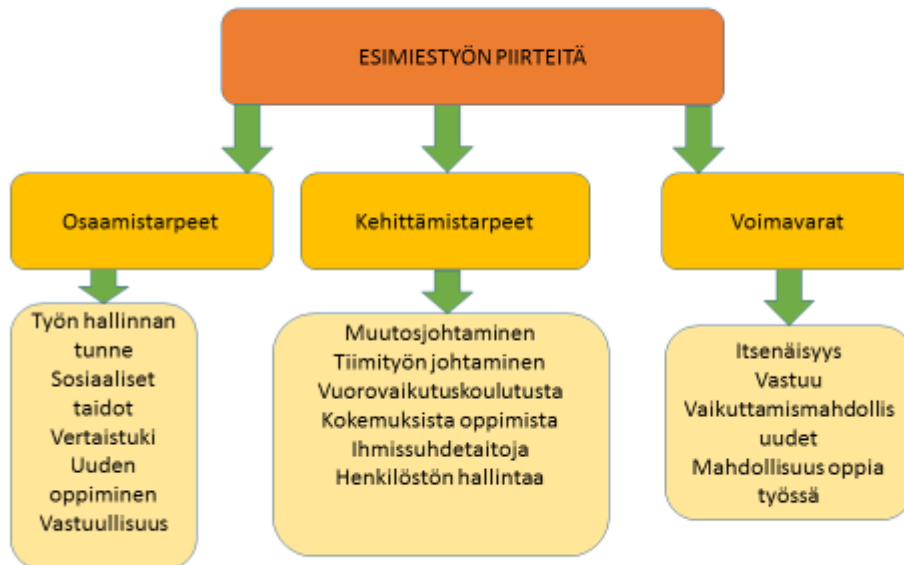 ESIMIESTYÖN PIIRTEITÄ
Osaamistarpeet
Työn hallinnan
tunne
Sosiaaliset
taidot
Vertaistuki
Uuden
oppiminen
Vastuullisuus
Kehittämistarpeet
Muutosjohtaminen
Tiimityön johtaminen
Vuorovaikutuskoulutusta
Kokemuksista oppimista
Ihmissuhdetaitoja
Henkilöstön hallintaa
Voimavarat
Itsenäisyys
Vastuu
Vaikuttamismahdollis
uudet
Mahdollisuus oppia
työssä